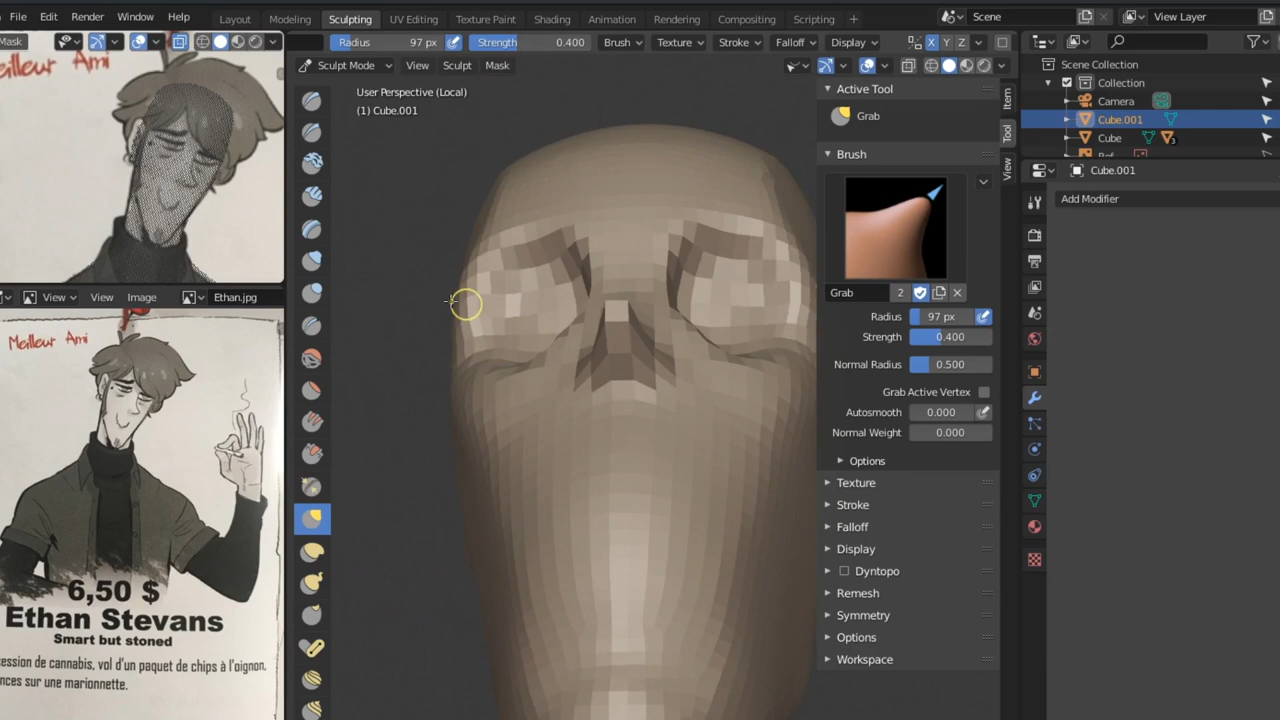 File Edit Render Window Help
Layout Modeling Sculpting UV Editing Texture Paint Shading Animation Rendering Compositing Scripting +
Scene View Layer
Mask
Radius 97 px Strength 0.400 Brush Texture Stroke Falloff Display X Y Z
Sculpt Mode View Sculpt Mask
User Perspective (Local)
(1) Cube.001
Meilleur Ami
View View Image Ethan.jpg
Meilleur Ami
6,50 $
Ethan Stevans
Smart but stoned
ession de cannabis, vol d'un paquet de chips à l'oignon,
nces sur une marionnette.
Active Tool
Grab
Brush
Grab 2
Radius 97 px
Strength 0.400
Normal Radius 0.500
Grab Active Vertex
Autosmooth 0.000
Normal Weight 0.000
Options
Texture
Stroke
Falloff
Display
Dyntopo
Remesh
Symmetry
Options
Workspace
Item
Tool
View
Scene Collection
Collection
Camera
Cube.001
Cube 3
Cube.001
Add Modifier